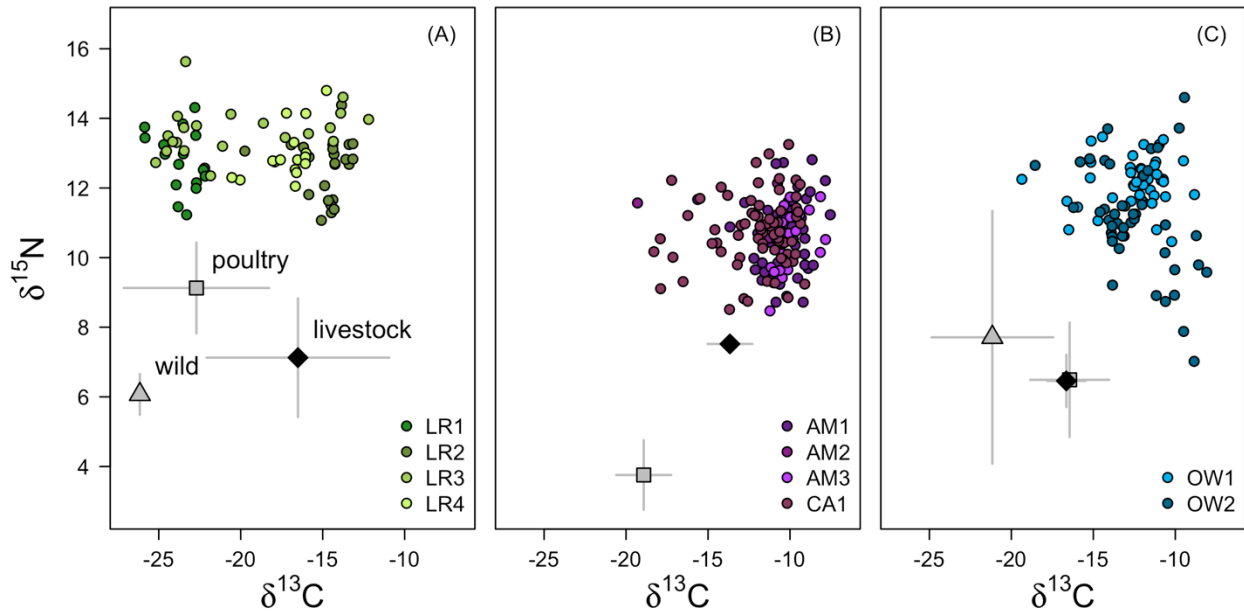 (A)
(B)
(C)
16
14
12
10
8
6
4
δ15N
poultry
livestock
wild
LR1
LR2
LR3
LR4
AM1
AM2
AM3
CA1
OW1
OW2
-25 -20 -15 -10
-25 -20 -15 -10
-25 -20 -15 -10
δ13C
δ13C
δ13C